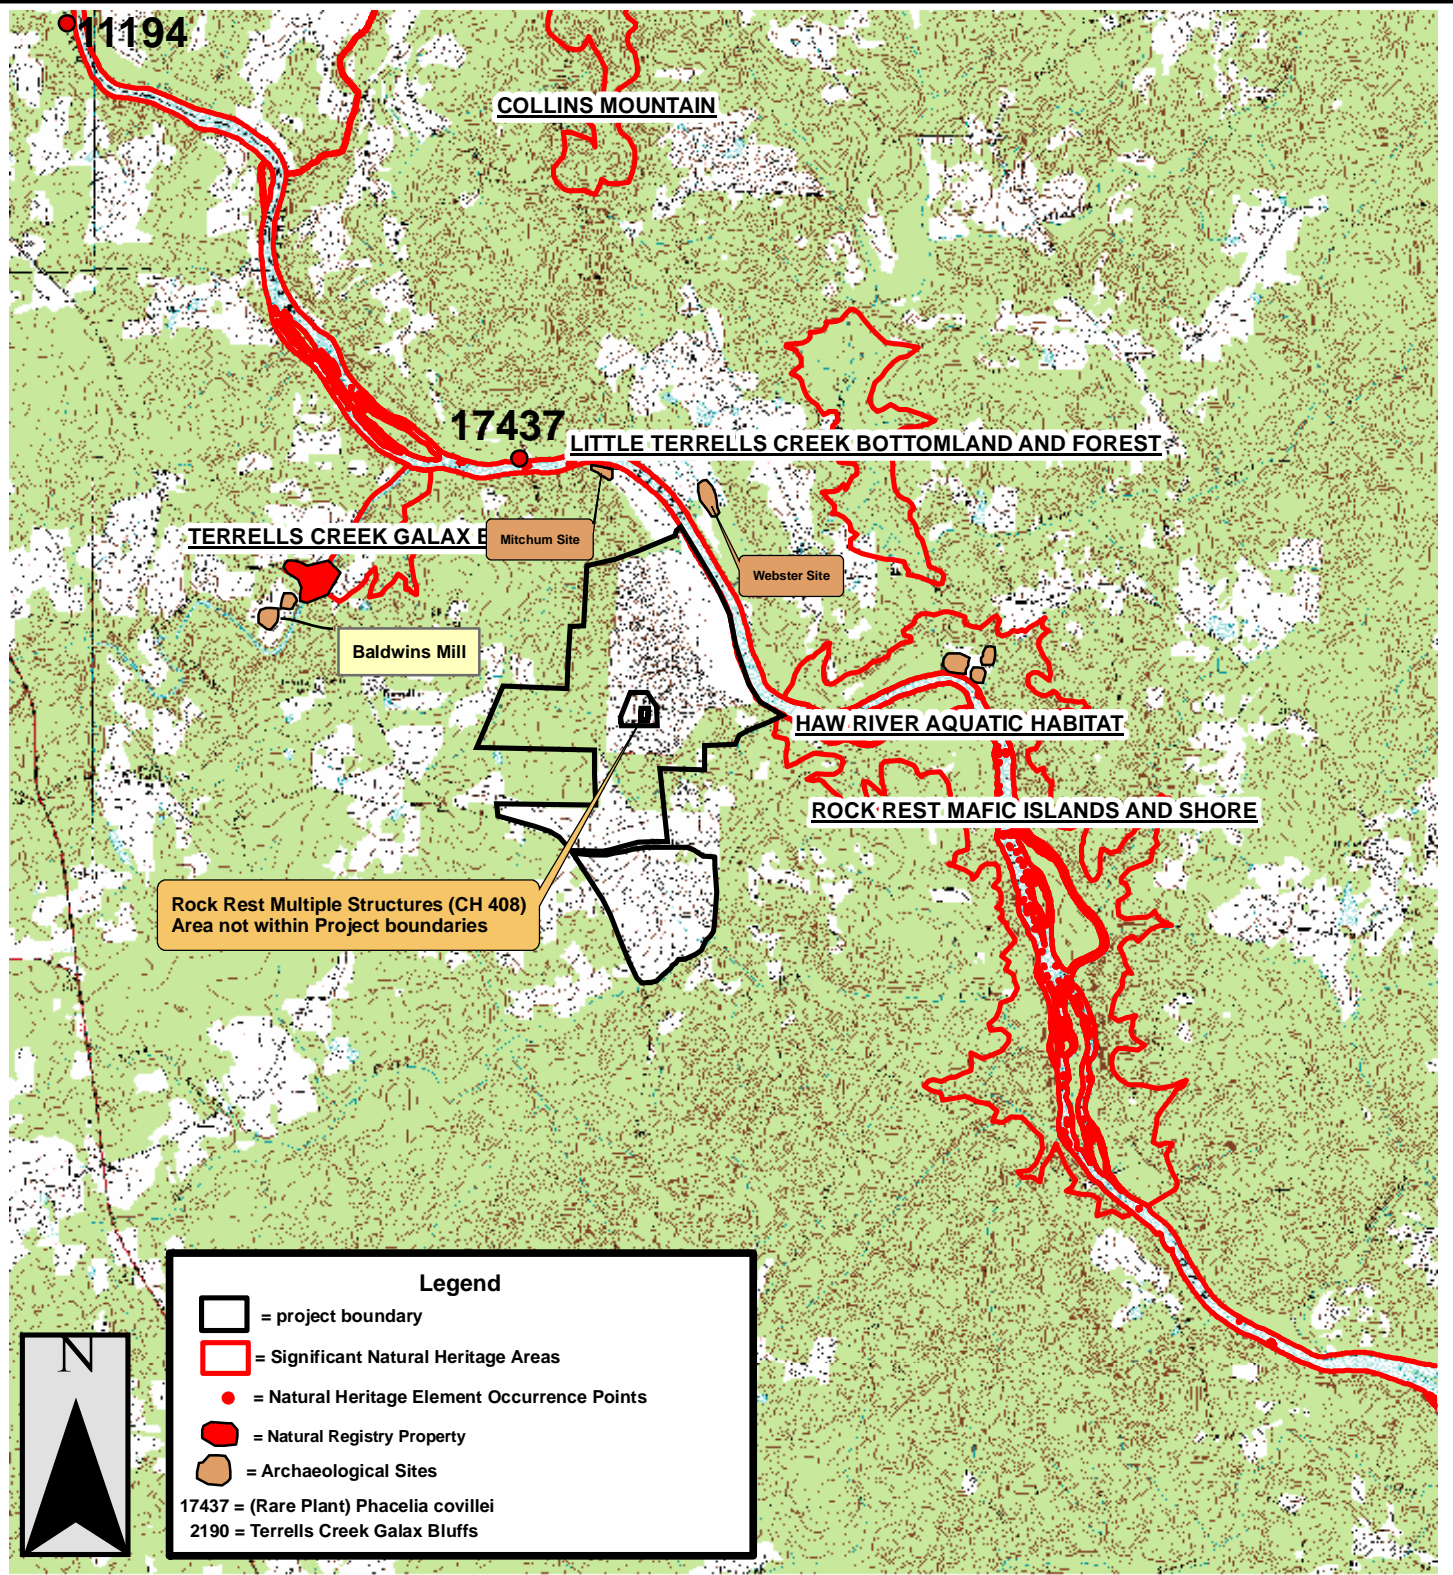 11194
COLLINS MOUNTAIN
17437
LITTLE TERRELLS CREEK BOTTOMLAND AND FOREST
TERRELLS CREEK GALAX
Mitchum Site
Webster Site
Baldwins Mill
HAW RIVER AQUATIC HABITAT
ROCK REST MAFIC ISLANDS AND SHORE
Rock Rest Multiple Structures (CH 408)
Area not within Project boundaries
Legend
= project boundary
= Significant Natural Heritage Areas
= Natural Heritage Element Occurrence Points
= Natural Registry Property
= Archaeological Sites
17437 = (Rare Plant) Phacelia covillei
2190 = Terrells Creek Galax Bluffs
N